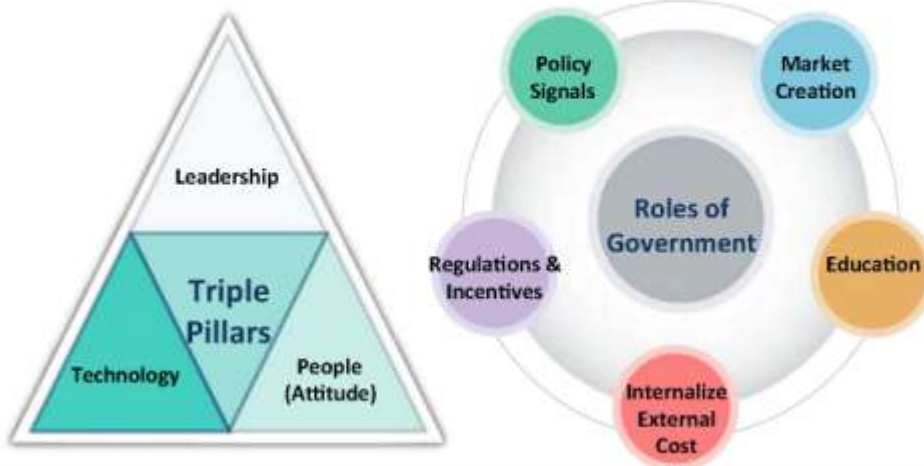 Leadership
Triple
Pillars
Technology
People
(Attitude)
Policy
Signals
Market
Creation
Roles of
Government
Regulations &
Incentives
Education
Internalize
External
Cost